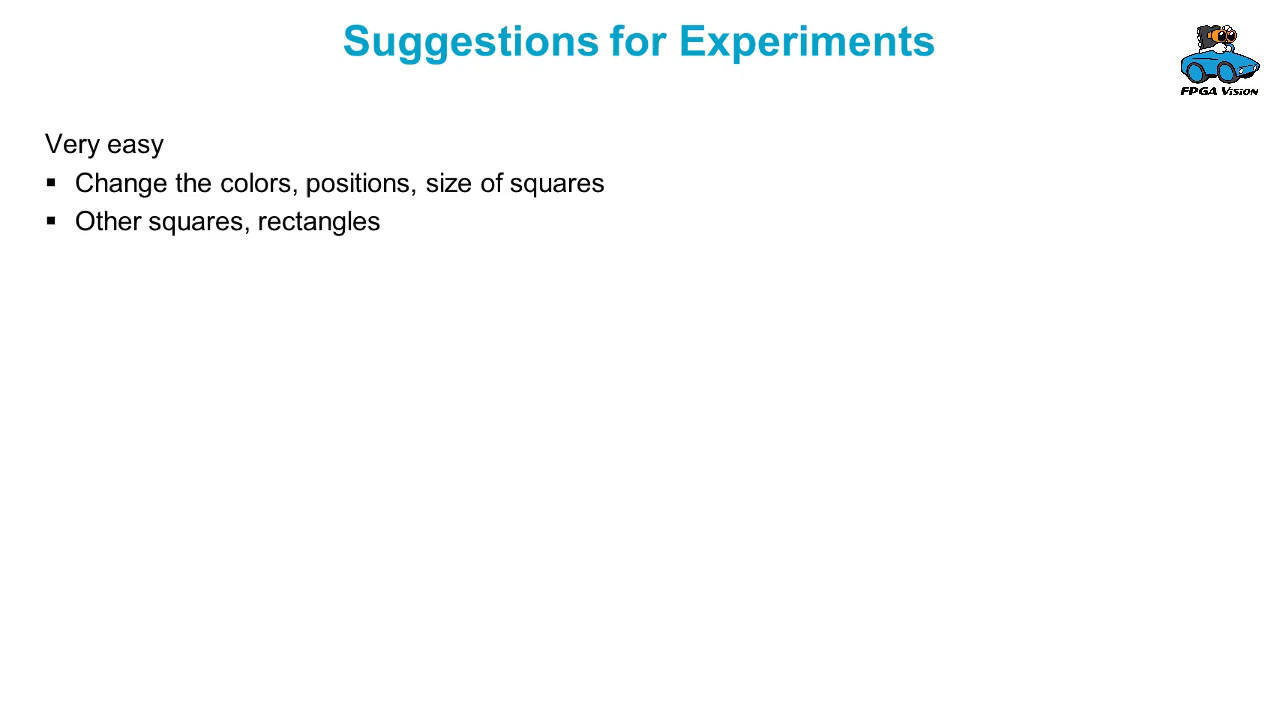 Suggestions for Experiments
FPGA Vision
Very easy
▪ Change the colors, positions, size of squares
▪ Other squares, rectangles